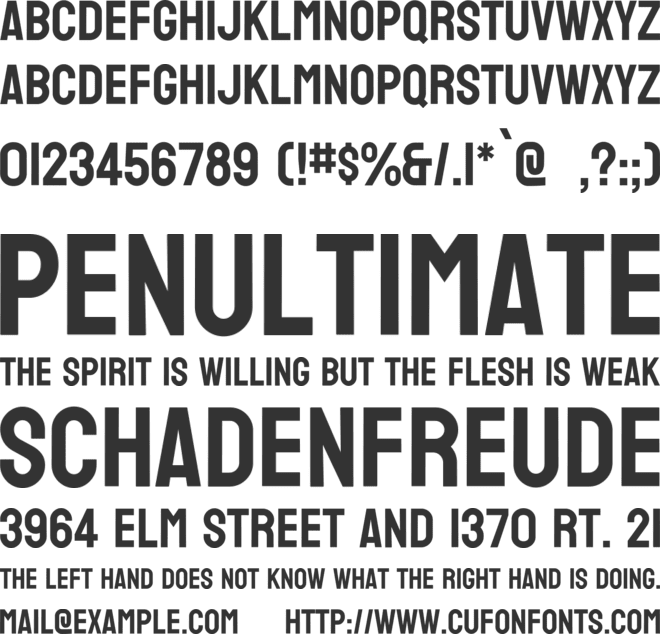 ABCDEFGHIJKLMNOPQRSTUVWXYZ
ABCDEFGHIJKLMNOPQRSTUVWXYZ
0123456789 (!#$%&/.|*`@ ,?:;)
PENULTIMATE
THE SPIRIT IS WILLING BUT THE FLESH IS WEAK
SCHADENFREUDE
3964 ELM STREET AND 1370 RT. 21
THE LEFT HAND DOES NOT KNOW WHAT THE RIGHT HAND IS DOING.
MAIL@EXAMPLE.COM HTTP://WWW.CUFONFONTS.COM